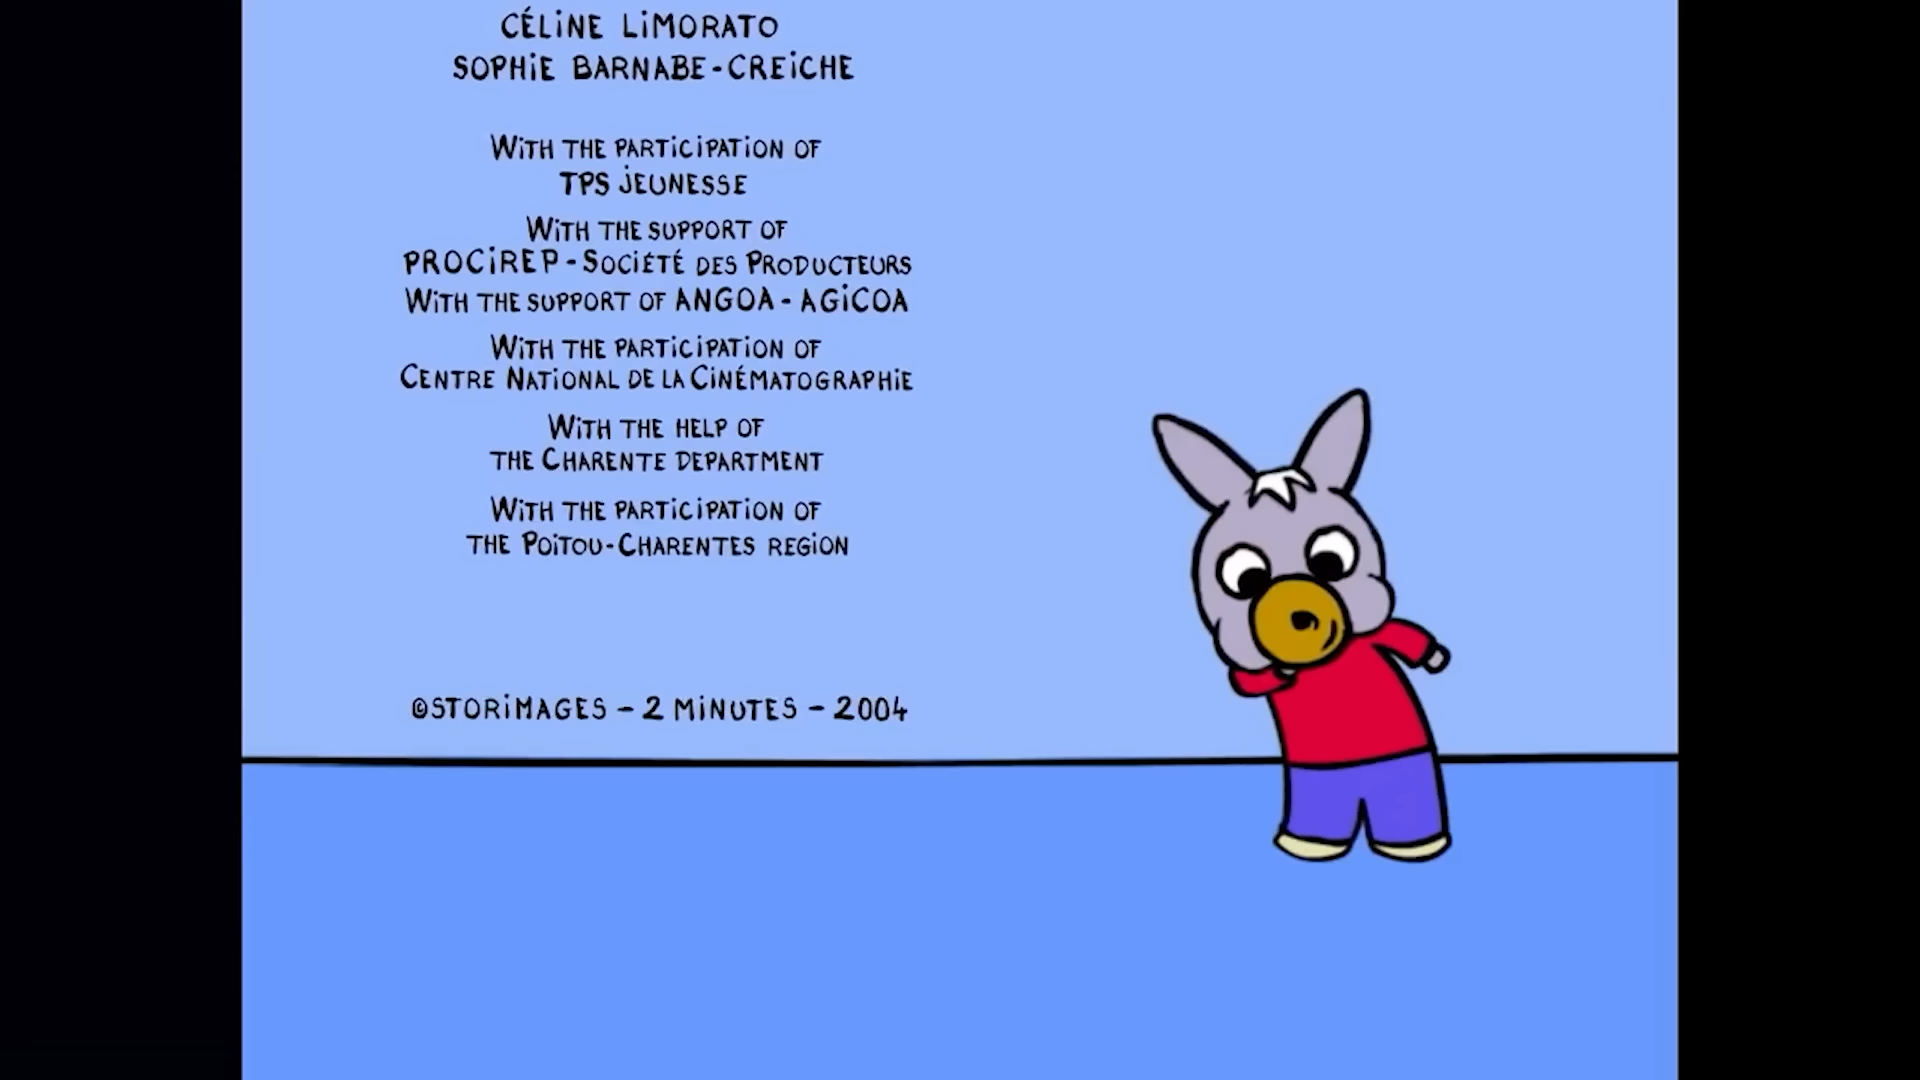 CÉLiNE LiMORATO
SOPHiE BARNABE-CREiCHE
WiTH THE PARTiCiPATiON OF
TPS JEUNESSE
WiTH THE SUPPORT OF
PROCiREP-SOCiÉTÉ DES PRODUCTEURS
WiTH THE SUPPORT OF ANGOA-AGiCOA
WiTH THE PARTiCiPATiON OF
CENTRE NATiONAL DE LA CiNÉMATOGRAPHiE
WiTH THE HELP OF
THE CHARENTE DEPARTMENT
WiTH THE PARTiCiPATiON OF
THE POiTOU-CHARENTES REGiON
©STORiMAGES - 2 MiNUTES - 2004